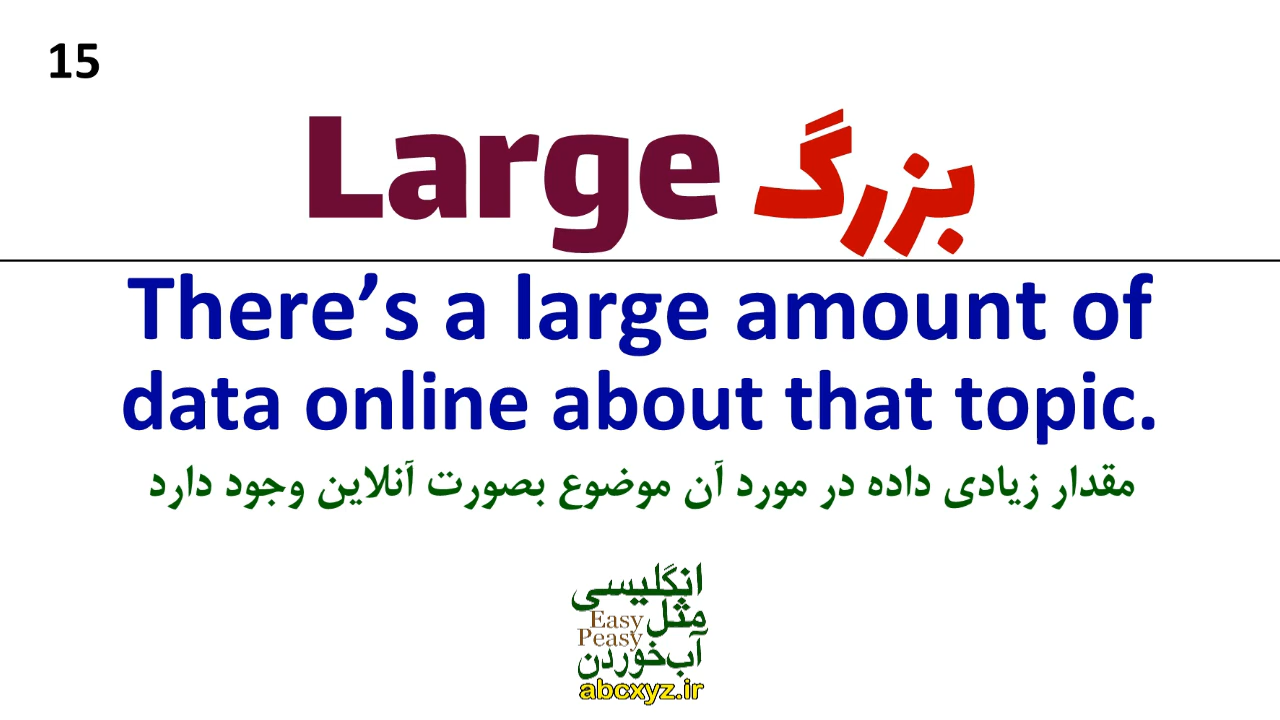 15
Large بزرگ
There’s a large amount of
data online about that topic.
مقدار زیادی داده در مورد آن موضوع بصورت آنلاین وجود دارد
انگلیسی
مثل
Easy
Peasy
آب‌خوردن
abcxyz.ir